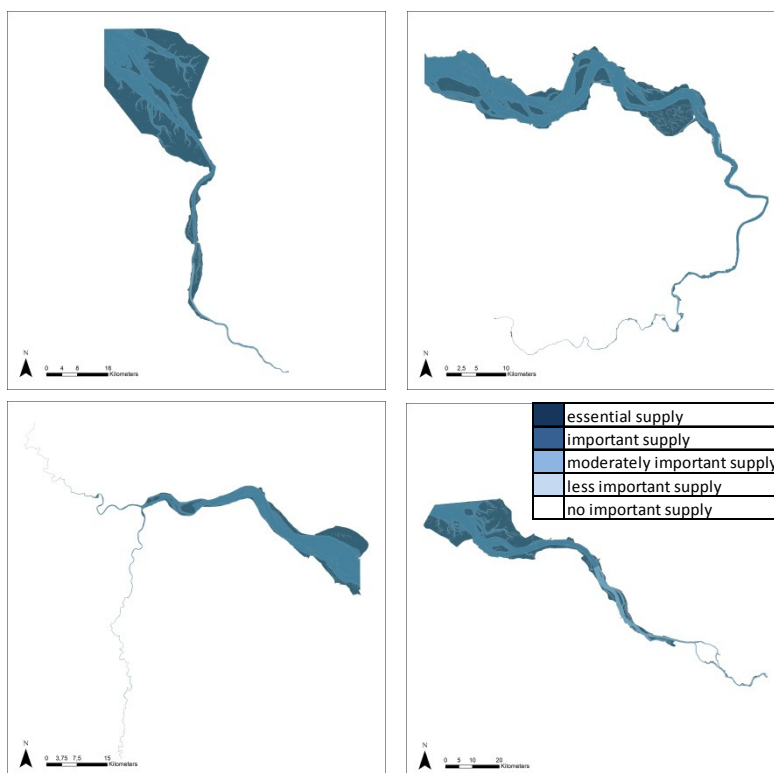 N
0 4 8 16
Kilometers
N
0 2,5 5 10
Kilometers
N
0 3,75 7,5 15
Kilometers
essential supply
important supply
moderately important supply
less important supply
no important supply
N
0 5 10 20
Kilometers